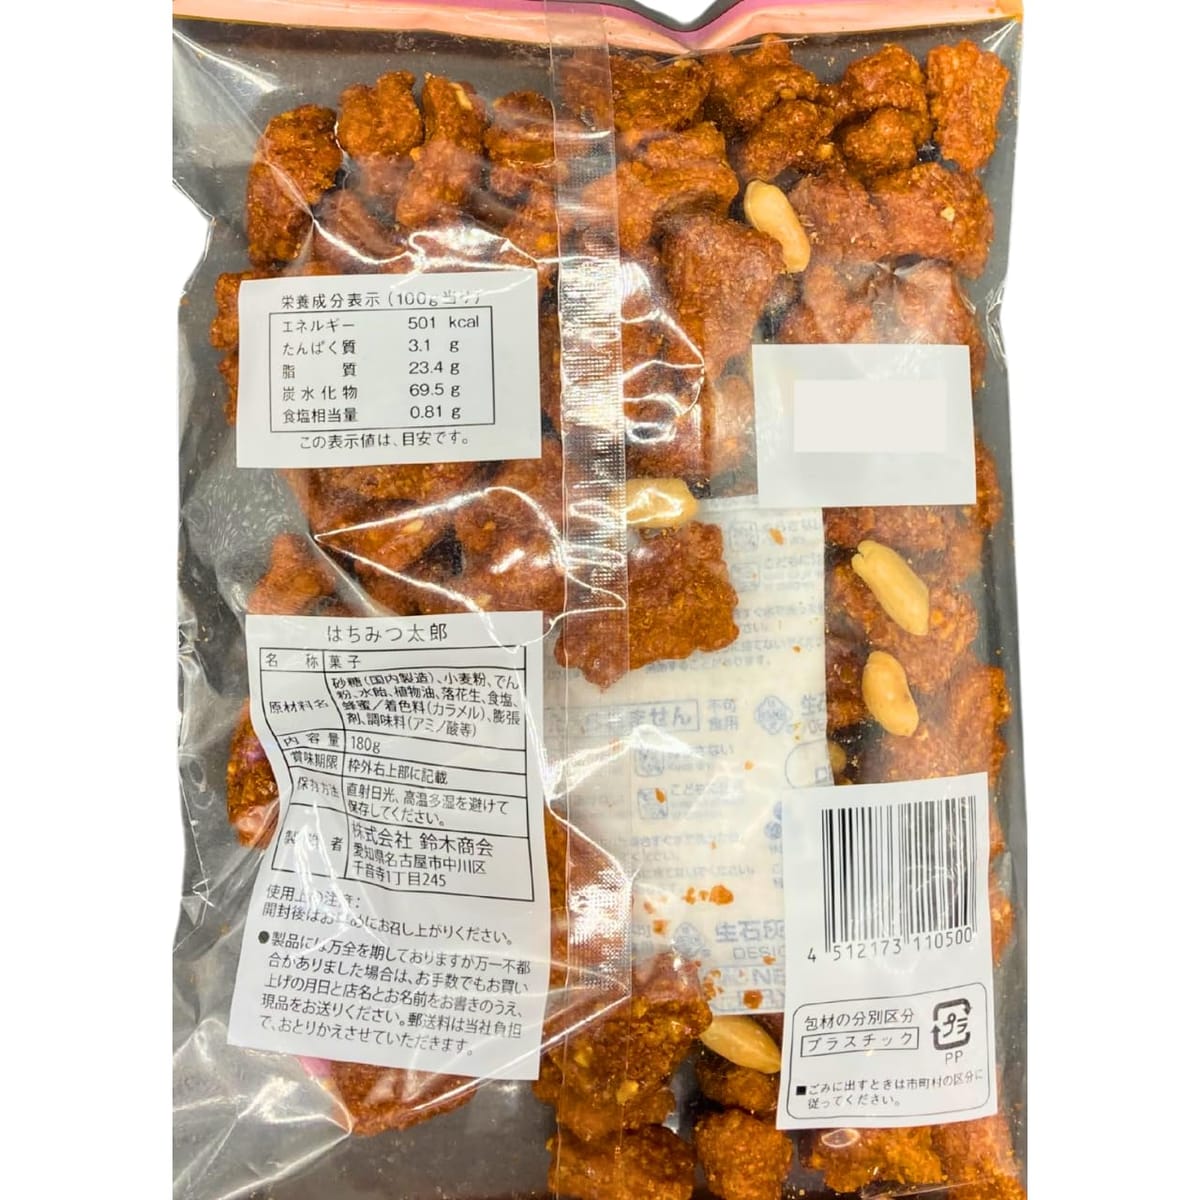 栄養成分表示(100g当り)
エネルギー 501 kcal
たんぱく質 3.1 g
脂質 23.4 g
炭水化物 69.5 g
食塩相当量 0.81 g
この表示値は、目安です。
はちみつ太郎
名称 菓子
原材料名 砂糖(国内製造)、小麦粉、でん
粉、水飴、植物油、落花生、食塩、
蜂蜜/着色料(カラメル)、膨張
剤、調味料(アミノ酸等)
内容量 180g
賞味期限 枠外右上部に記載
保存方法 直射日光、高温多湿を避けて
保存してください。
製造者 株式会社 鈴木商会
愛知県名古屋市中川区
千音寺1丁目245
使用上の注意:
開封後はお早めにお召し上がりください。
●製品には万全を期しておりますが万一不都
合がありました場合は、お手数でもお買い
上げの月日と店名とお名前をお書きのうえ、
現品をお送りください。郵送料は当社負担
で、おとりかえさせていただきます。
不可
食用
生石灰
DESIC
4 512173 110500
包材の分別区分
プラスチック
プラ
PP
■ごみに出すときは市町村の区分に
従ってください。